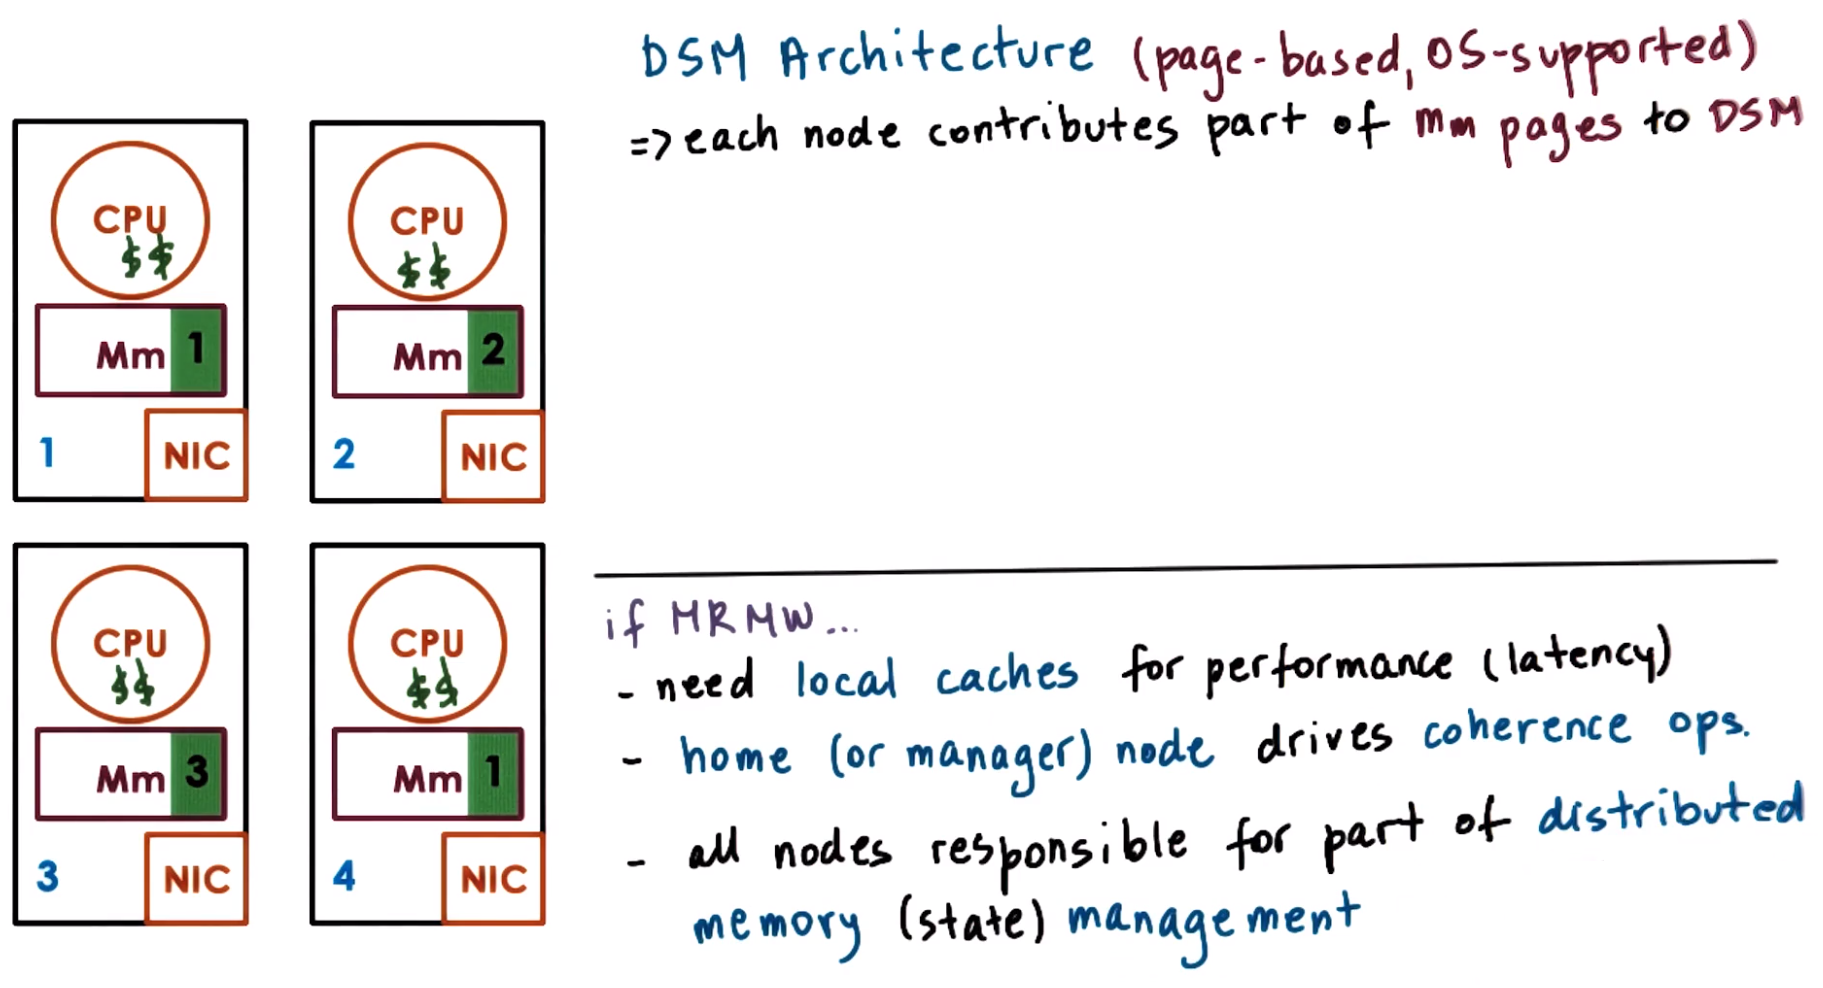 DSM Architecture (page-based, OS-supported)
=> each node contributes part of mm pages to DSM
CPU
$$
Mm 1
1 NIC
CPU
$$
Mm 2
2 NIC
CPU
$$
Mm 3
3 NIC
CPU
$$
Mm 1
4 NIC
if MRMW...
- need local caches for performance (latency)
- home (or manager) node drives coherence ops.
- all nodes responsible for part of distributed
memory (state) management